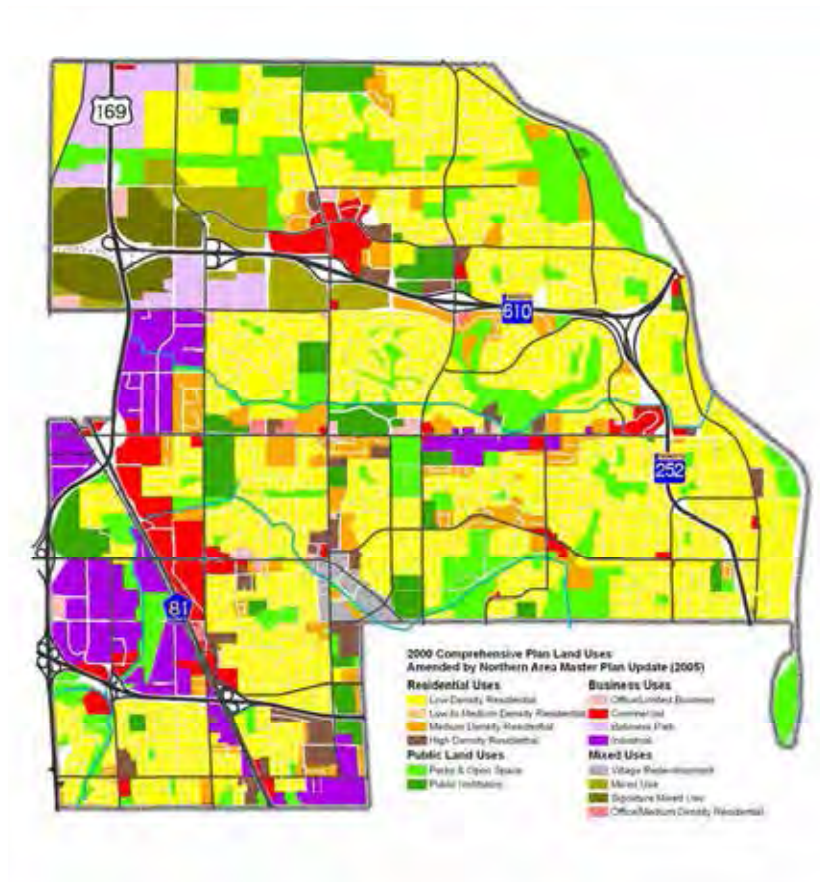 169
610
252
81
2000 Comprehensive Plan Land Uses
Amended by Northern Area Master Plan Update (2005)
Residential Uses
Low Density Residential
Low to Medium Density Residential
Medium Density Residential
High Density Residential
Public Land Uses
Parks & Open Space
Public Institution
Business Uses
Office/Limited Business
Commercial
Business Park
Industrial
Mixed Uses
Village Redevelopment
Mixed Use
Signature Mixed Use
Office/Medium Density Residential